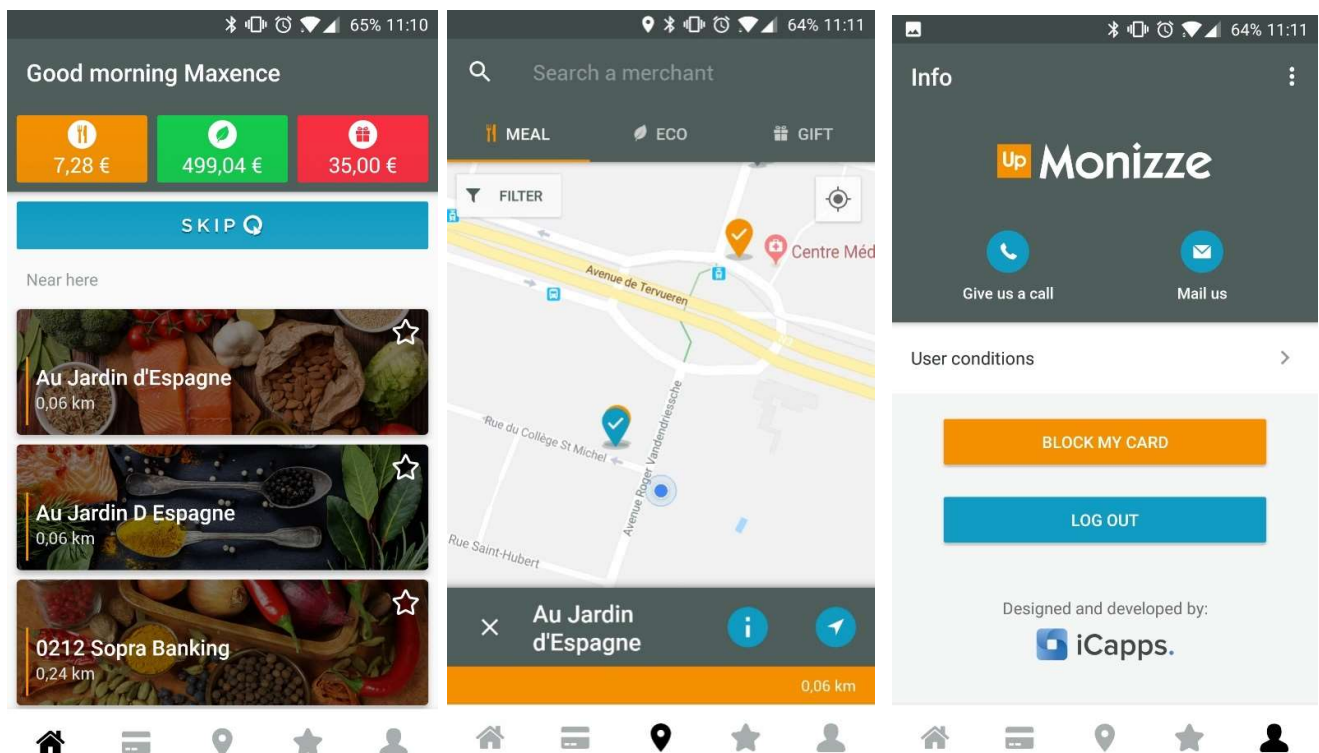 65% 11:10
Good morning Maxence
7,28 €
499,04 €
35,00 €
SKIP Q
Near here
Au Jardin d'Espagne
0,06 km
Au Jardin D Espagne
0,06 km
0212 Sopra Banking
0,24 km
64% 11:11
Search a merchant
MEAL
ECO
GIFT
FILTER
Centre Méd
Avenue de Tervueren
Rue du Collège St Michel
Avenue Roger Vandendriessche
Rue Saint-Hubert
Au Jardin
d'Espagne
i
0,06 km
64% 11:11
Info
Up Monizze
Give us a call
Mail us
User conditions
BLOCK MY CARD
LOG OUT
Designed and developed by:
iCapps.